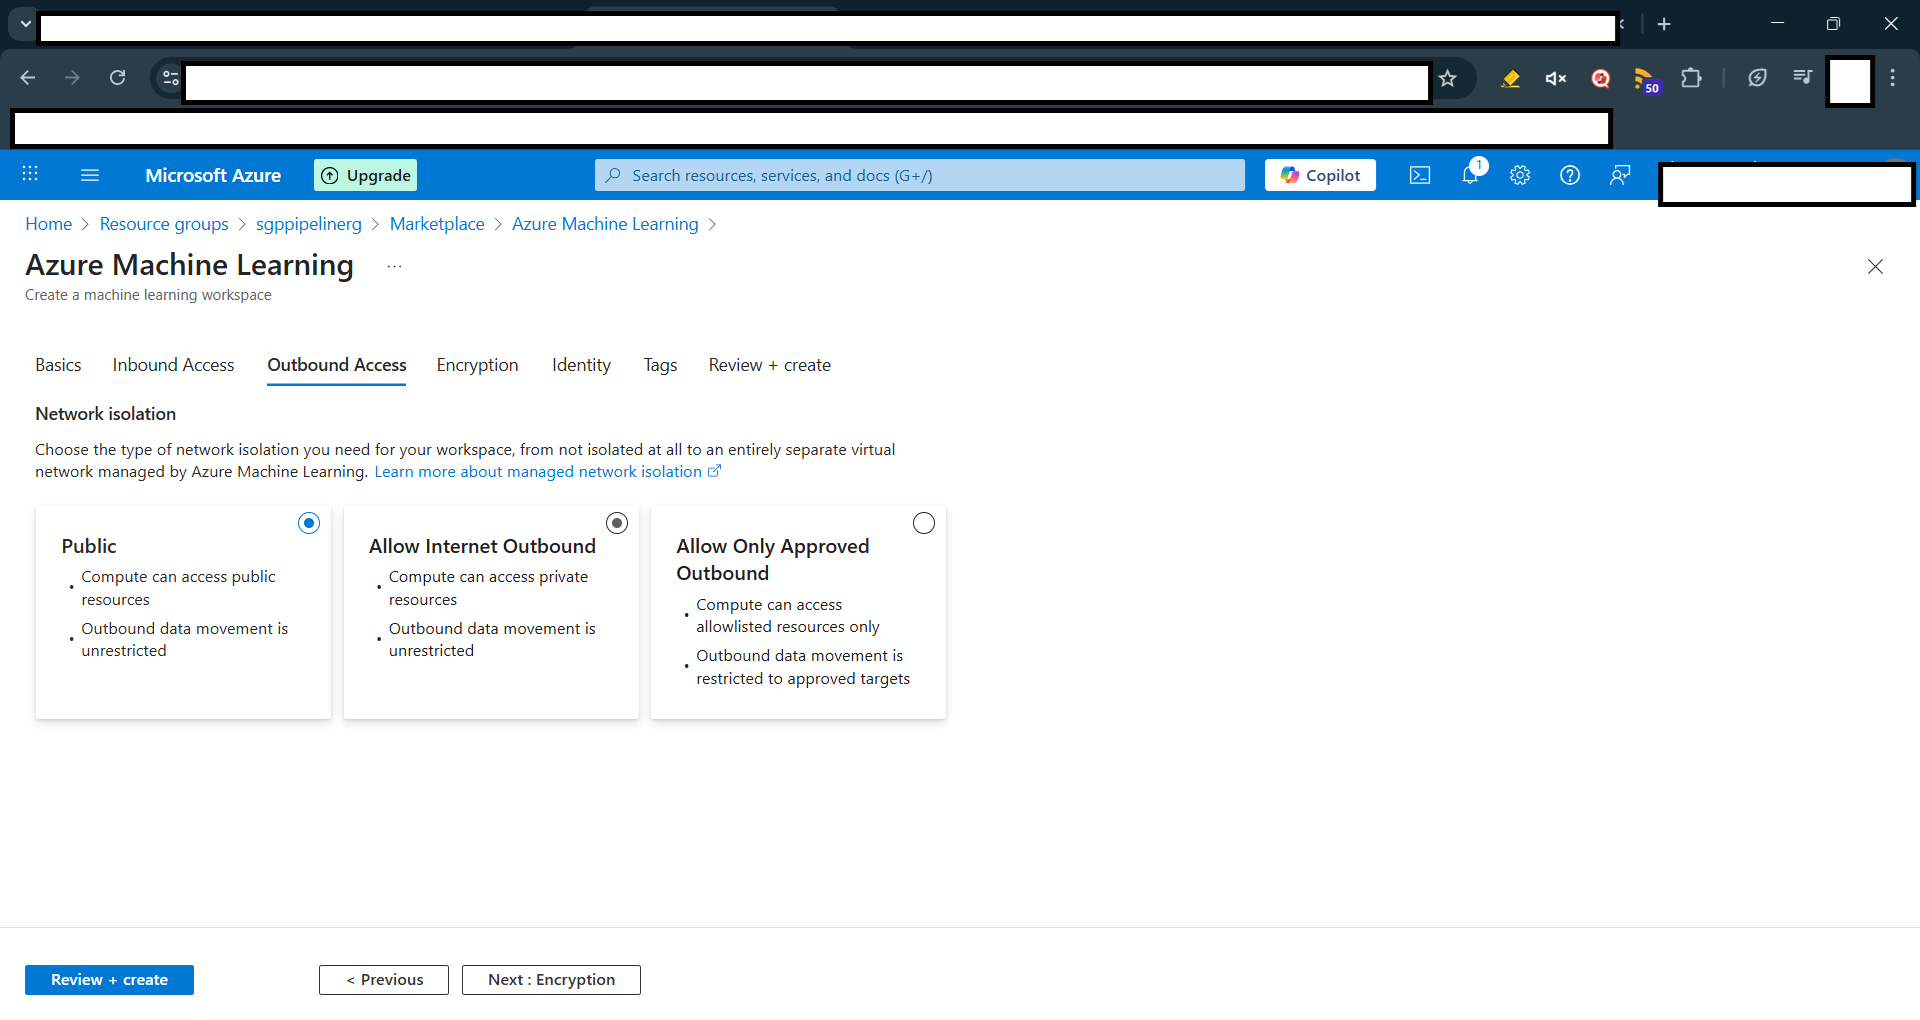 50
Microsoft Azure
Upgrade
Search resources, services, and docs (G+/)
Copilot
1
Home > Resource groups > sgppipelinerg > Marketplace > Azure Machine Learning >
Azure Machine Learning ...
Create a machine learning workspace
Basics Inbound Access Outbound Access Encryption Identity Tags Review + create
Network isolation
Choose the type of network isolation you need for your workspace, from not isolated at all to an entirely separate virtual
network managed by Azure Machine Learning. Learn more about managed network isolation
Public
• Compute can access public
resources
• Outbound data movement is
unrestricted
Allow Internet Outbound
• Compute can access private
resources
• Outbound data movement is
unrestricted
Allow Only Approved
Outbound
• Compute can access
allowlisted resources only
• Outbound data movement is
restricted to approved targets
Review + create
< Previous
Next : Encryption